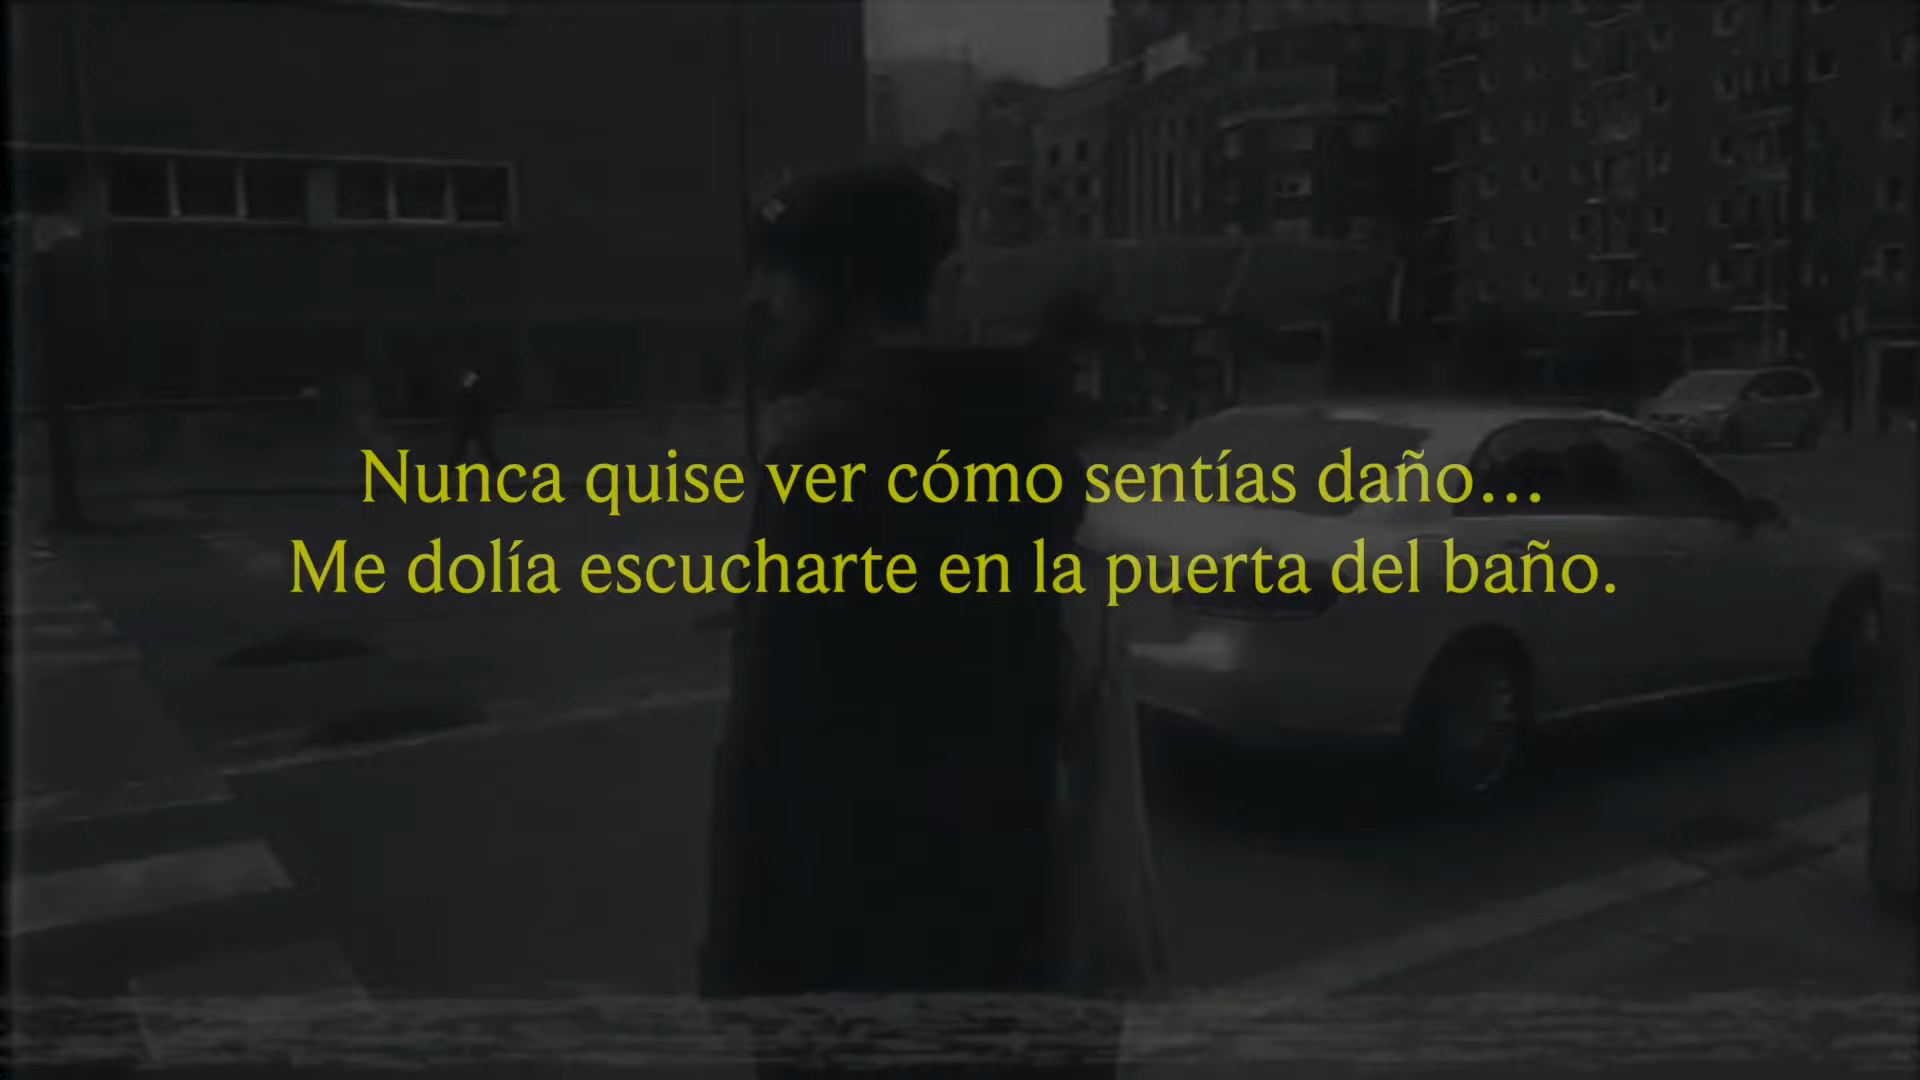 Nunca quise ver cómo sentías daño...
Me dolía escucharte en la puerta del baño.